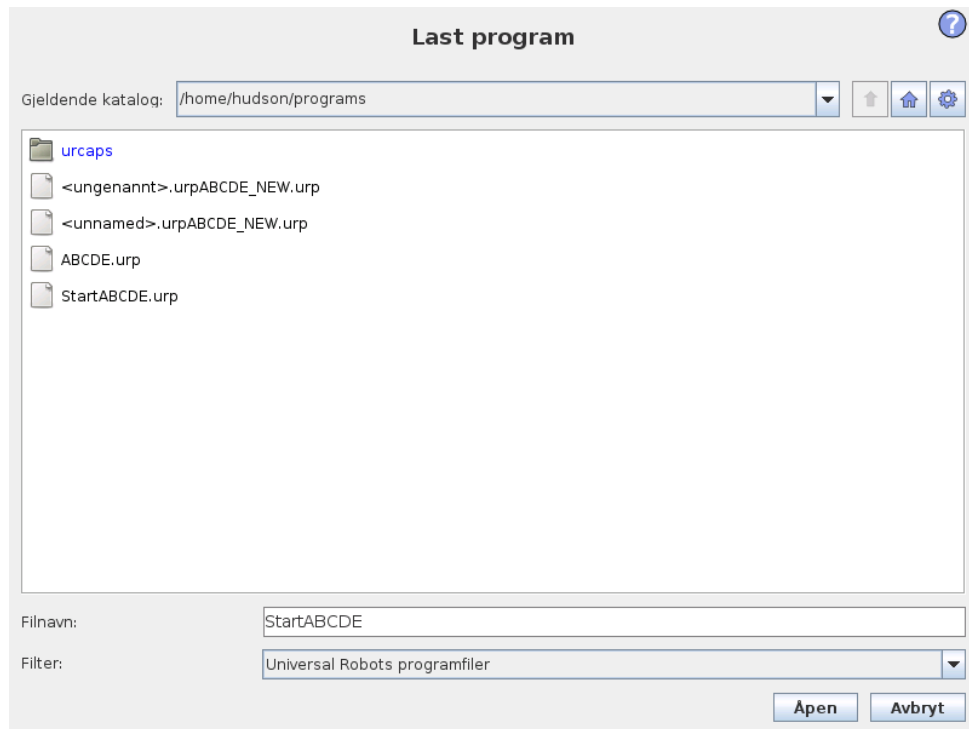 Last program
?
Gjeldende katalog: /home/hudson/programs
urcaps
<ungenannt>.urpABCDE_NEW.urp
<unnamed>.urpABCDE_NEW.urp
ABCDE.urp
StartABCDE.urp
Filnavn: StartABCDE
Filter: Universal Robots programfiler
Åpen Avbryt